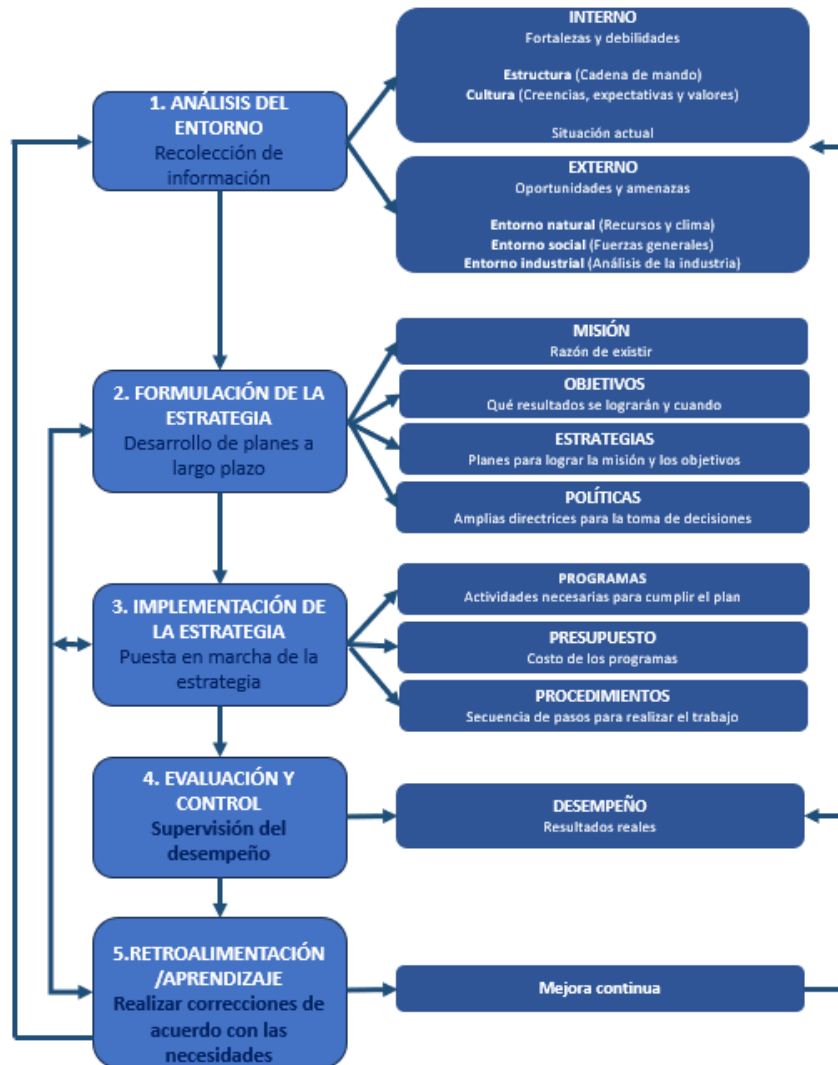 1. ANÁLISIS DEL
ENTORNO
Recolección de
información
INTERNO
Fortalezas y debilidades
Estructura (Cadena de mando)
Cultura (Creencias, expectativas y valores)
Situación actual
EXTERNO
Oportunidades y amenazas
Entorno natural (Recursos y clima)
Entorno social (Fuerzas generales)
Entorno industrial (Análisis de la industria)
2. FORMULACIÓN DE LA
ESTRATEGIA
Desarrollo de planes a
largo plazo
MISIÓN
Razón de existir
OBJETIVOS
Qué resultados se lograrán y cuando
ESTRATEGIAS
Planes para lograr la misión y los objetivos
POLÍTICAS
Amplias directrices para la toma de decisiones
3. IMPLEMENTACIÓN DE
LA ESTRATEGIA
Puesta en marcha de la
estrategia
PROGRAMAS
Actividades necesarias para cumplir el plan
PRESUPUESTO
Costo de los programas
PROCEDIMIENTOS
Secuencia de pasos para realizar el trabajo
4. EVALUACIÓN Y
CONTROL
Supervisión del
desempeño
DESEMPEÑO
Resultados reales
5.RETROALIMENTACIÓN
/APRENDIZAJE
Realizar correcciones de
acuerdo con las
necesidades
Mejora continua